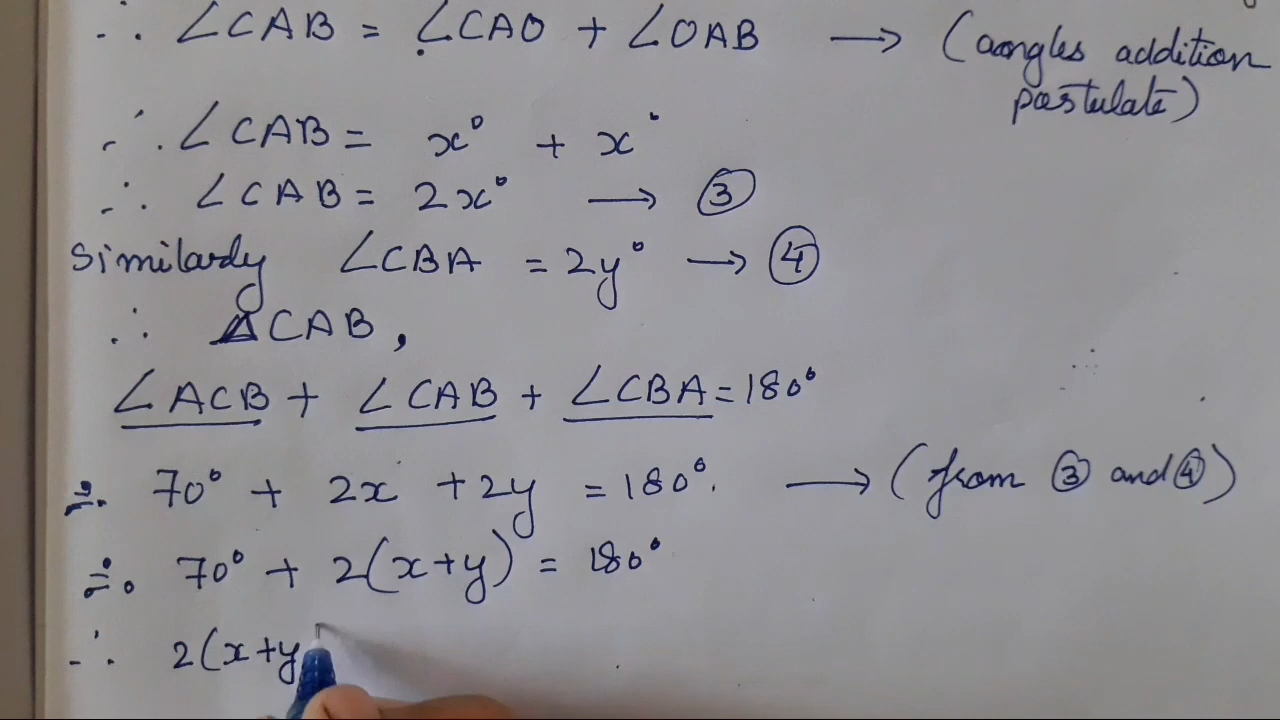 ∴ ∠CAB = ∠CAO + ∠OAB → (aongles addition
postulate)
∴ ∠CAB = x° + x°
∴ ∠CAB = 2x° → ③
Similarly ∠CBA = 2y° → ④
∴ △CAB,
∠ACB + ∠CAB + ∠CBA = 180°
∴ 70° + 2x + 2y = 180°. → (from ③ and ④)
∴ 70° + 2(x+y) = 180°
∴ 2(x+y